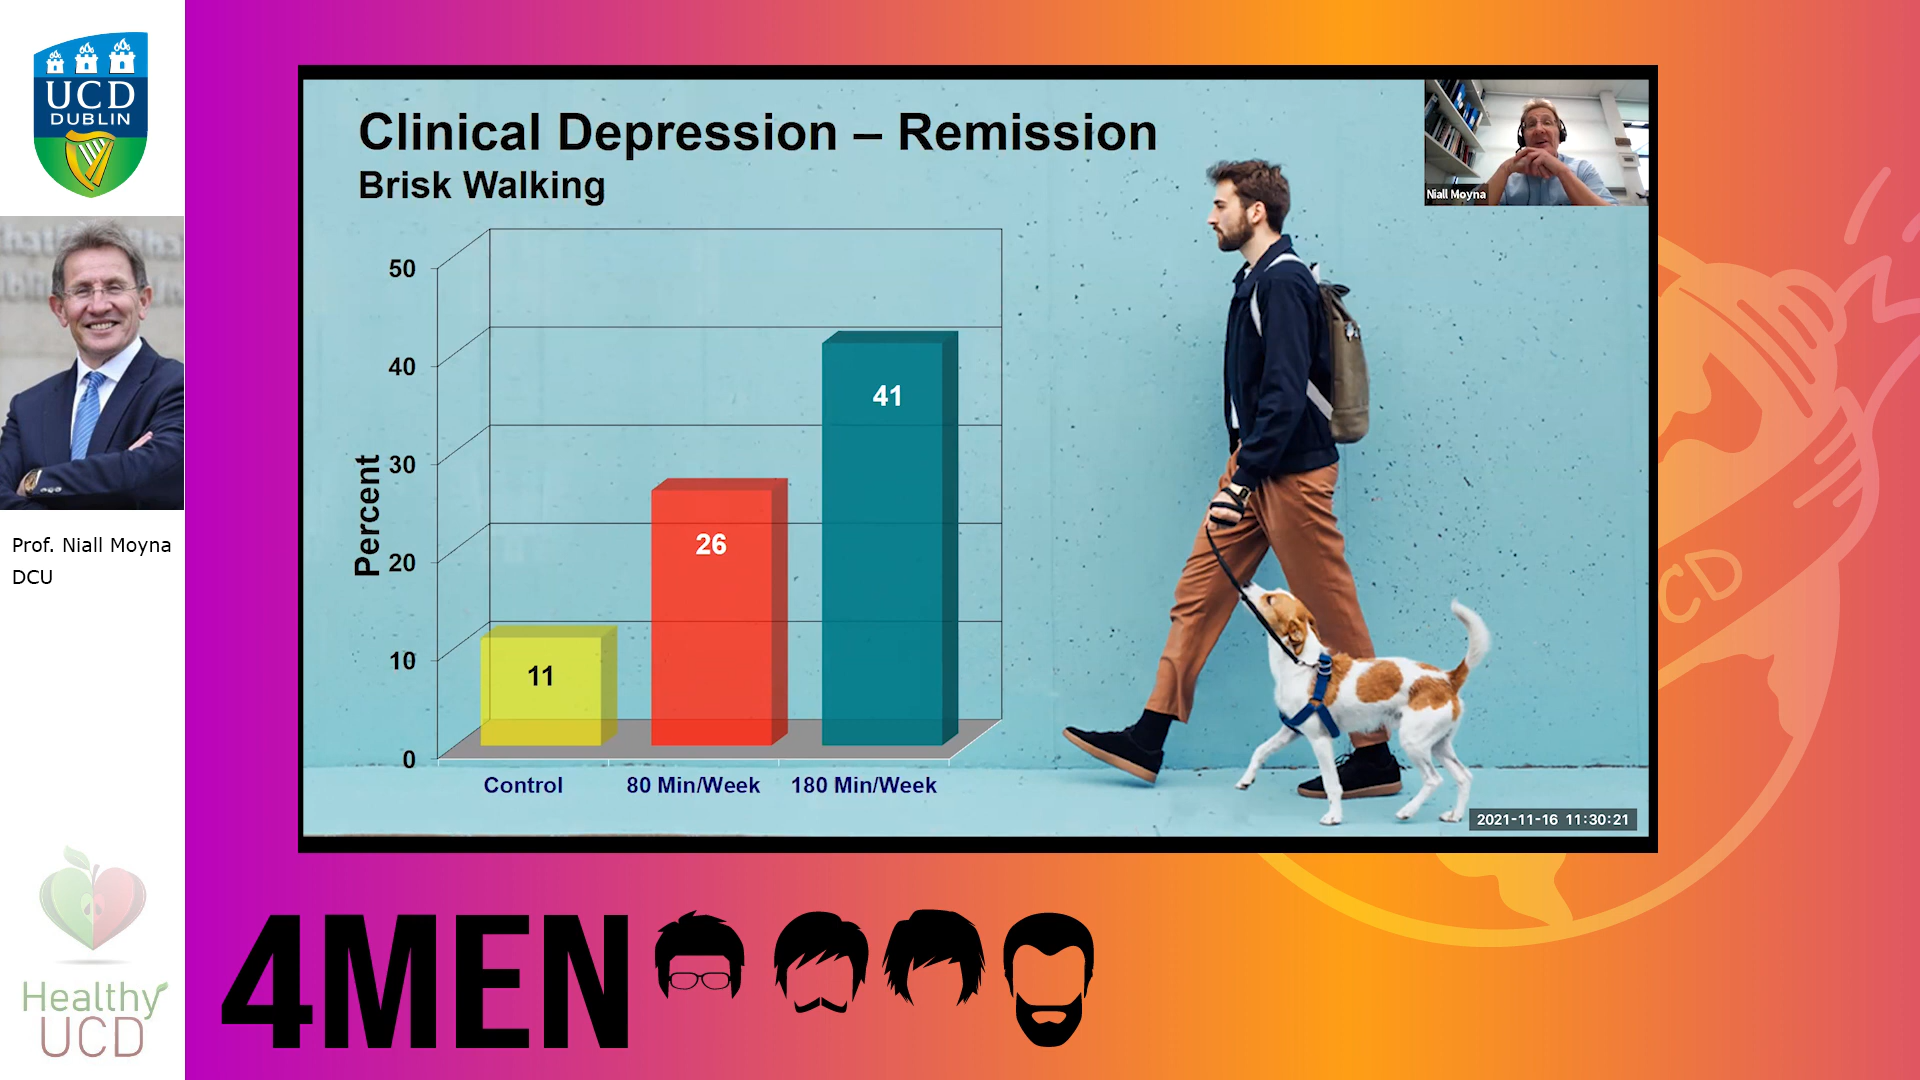 UCD
DUBLIN
Prof. Niall Moyna
DCU
Healthy
UCD
Clinical Depression – Remission
Brisk Walking
Niall Moyna
Percent
50
40
30
20
10
0
11
26
41
Control
80 Min/Week
180 Min/Week
2021-11-16 11:30:21
4MEN